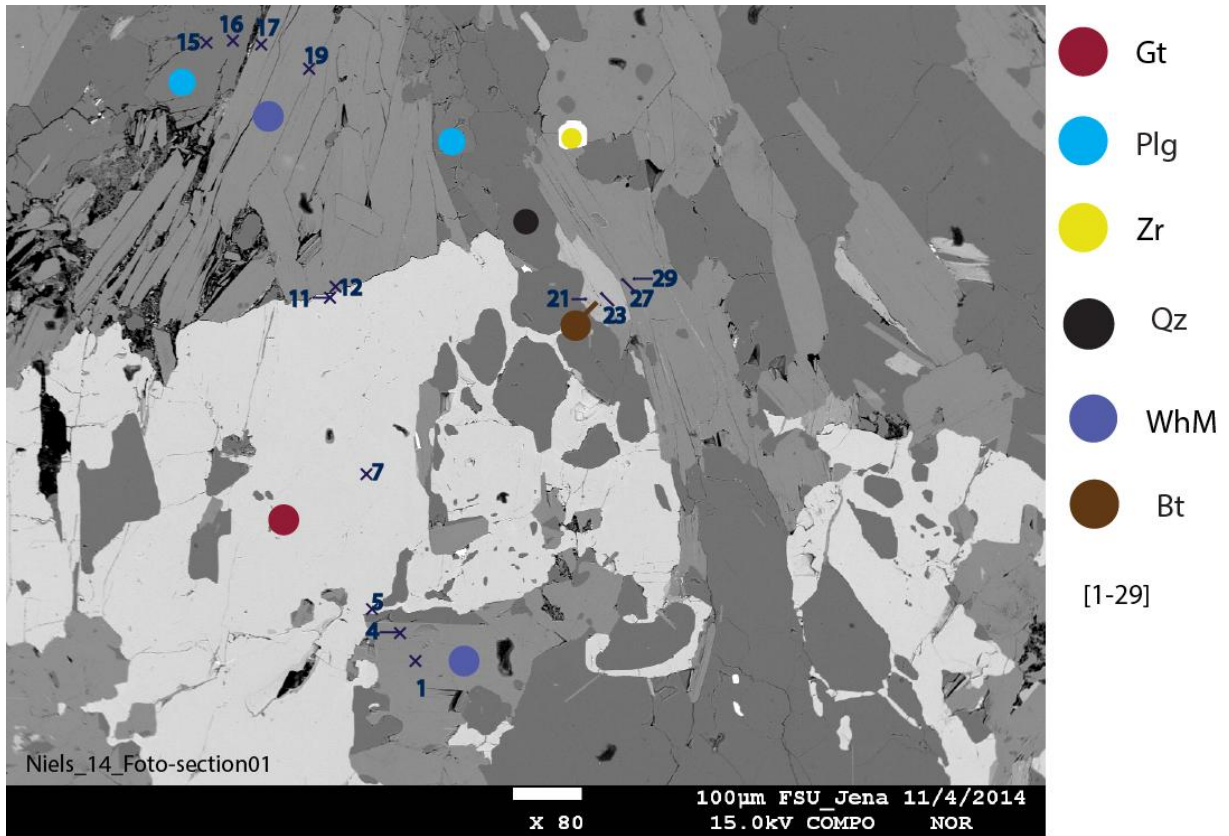 15
16
17
19
Gt
Plg
Zr
Qz
WhM
Bt
[1-29]
11
12
21
23
27
29
7
5
4
1
Niels_14_Foto-section01
100µm FSU_Jena 11/4/2014
X 80 15.0kV COMPO NOR